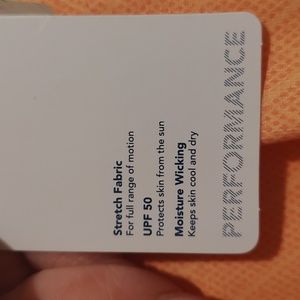 Stretch Fabric
For full range of motion
UPF 50
Protects skin from the sun
Moisture Wicking
Keeps skin cool and dry
PERFORMANCE